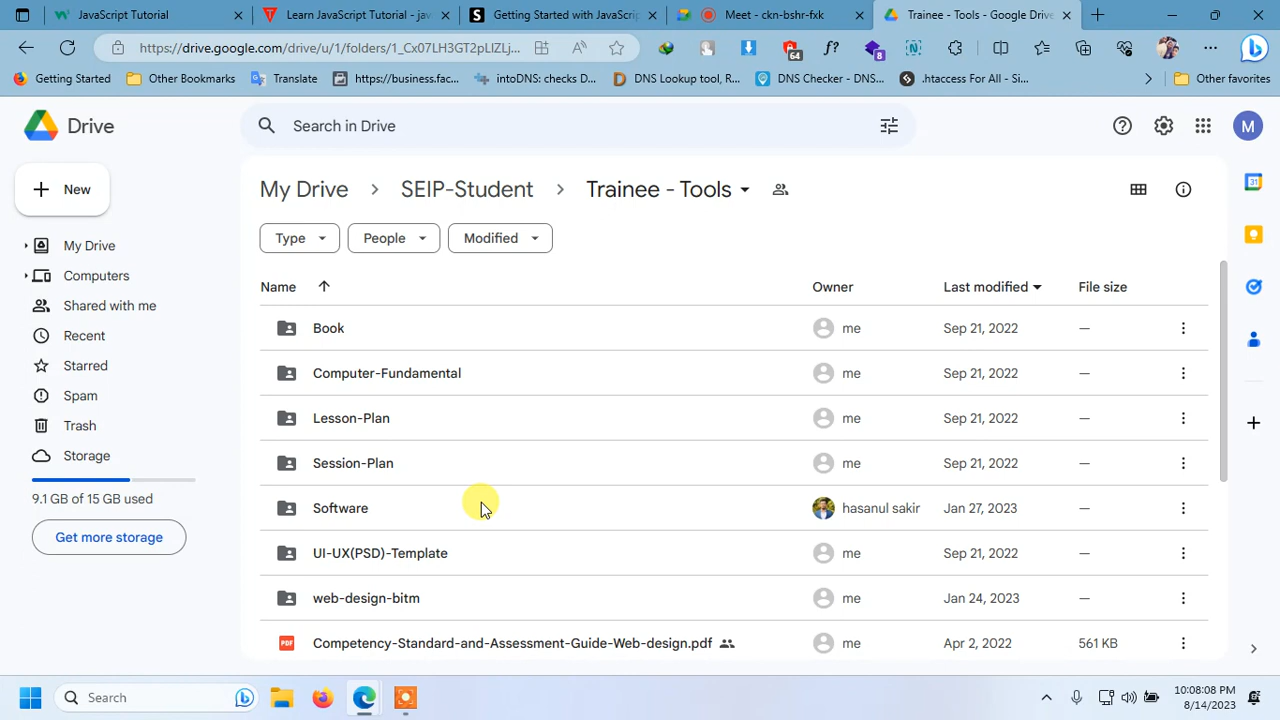 JavaScript Tutorial
Learn JavaScript Tutorial - jav
Getting Started with JavaScrip
Meet - ckn-bshr-fxk
Trainee - Tools - Google Drive
https://drive.google.com/drive/u/1/folders/1_Cx07LH3GT2pLIZLj...
64
f?
8
Getting Started
Other Bookmarks
Translate
https://business.fac...
intoDNS: checks D...
DNS Lookup tool, R...
DNS Checker - DNS...
.htaccess For All - Si...
Other favorites
Drive
Search in Drive
M
New
My Drive
Computers
Shared with me
Recent
Starred
Spam
Trash
Storage
9.1 GB of 15 GB used
Get more storage
My Drive > SEIP-Student > Trainee - Tools
Type
People
Modified
Name
Owner
Last modified
File size
Book me Sep 21, 2022 —
Computer-Fundamental me Sep 21, 2022 —
Lesson-Plan me Sep 21, 2022 —
Session-Plan me Sep 21, 2022 —
Software hasanul sakir Jan 27, 2023 —
UI-UX(PSD)-Template me Sep 21, 2022 —
web-design-bitm me Jan 24, 2023 —
PDF Competency-Standard-and-Assessment-Guide-Web-design.pdf me Apr 2, 2022 561 KB
31
Search
10:08:08 PM
8/14/2023